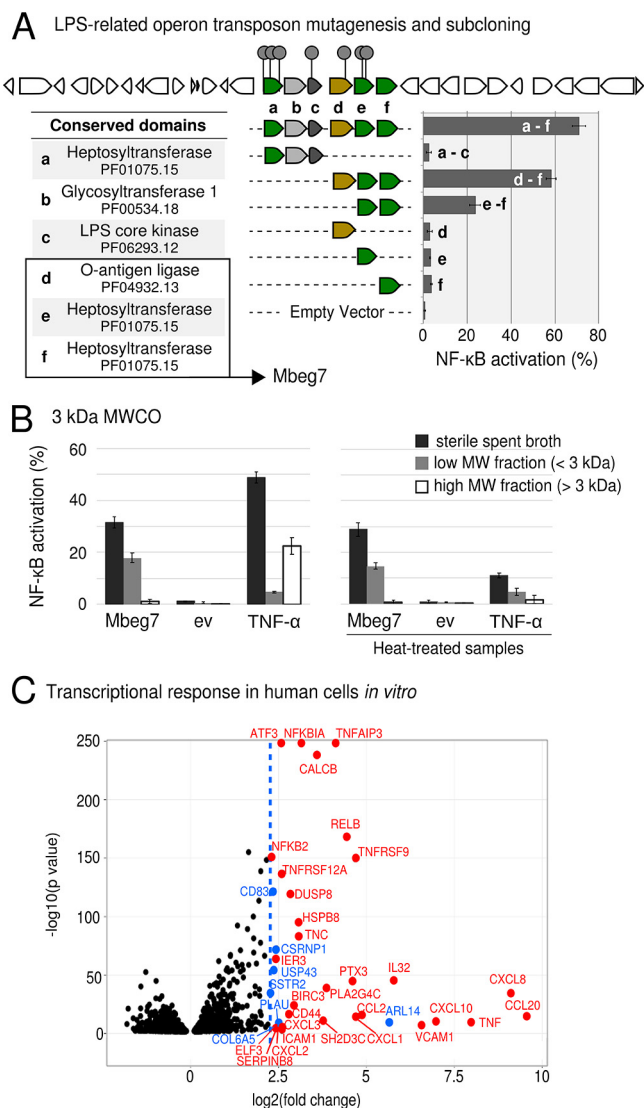 A LPS-related operon transposon mutagenesis and subcloning
a b c d e f
Conserved domains
a Heptosyltransferase
PF01075.15
b Glycosyltransferase 1
PF00534.18
c LPS core kinase
PF06293.12
d O-antigen ligase
PF04932.13
e Heptosyltransferase
PF01075.15
f Heptosyltransferase
PF01075.15
Mbeg7
Empty Vector
a - f
a - c
d - f
e -f
d
e
f
0 20 40 60 80
NF-κB activation (%)
B 3 kDa MWCO
sterile spent broth
low MW fraction (< 3 kDa)
high MW fraction (> 3 kDa)
NF-κB activation (%)
60
40
20
0
Mbeg7 ev TNF-α
Mbeg7 ev TNF-α
Heat-treated samples
C Transcriptional response in human cells in vitro
-log10(p value)
250
200
150
100
50
0
ATF3 NFKBIA TNFAIP3
CALCB
RELB
NFKB2 TNFRSF9
TNFRSF12A
CD83 DUSP8
HSPB8
TNC
CSRNP1
IER3
USP43
SSTR2
PTX3 IL32
PLA2G4C
CXCL8
BIRC3
PLAU
CD44
CCL2 ARL14 CXCL10 CCL20
CXCL3
TNF
COL6A5 ICAM1 SH2D3C CXCL1 VCAM1
ELF3 CXCL2
SERPINB8
0 2.5 5 7.5 10
log2(fold change)